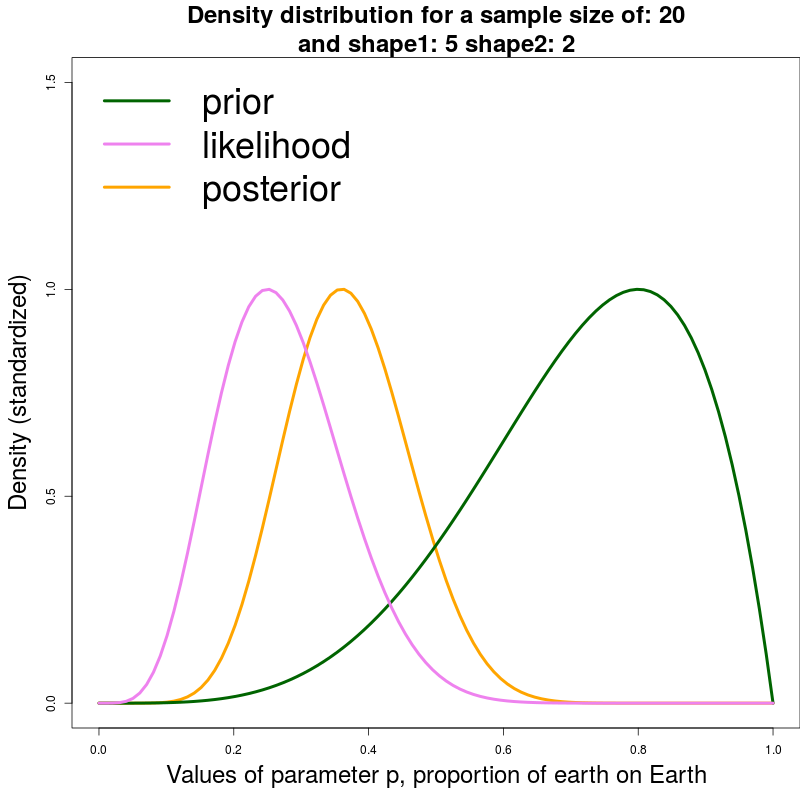 Density distribution for a sample size of: 20
and shape1: 5 shape2: 2
prior
likelihood
posterior
Density (standardized)
1.5
1.0
0.5
0.0
0.0 0.2 0.4 0.6 0.8 1.0
Values of parameter p, proportion of earth on Earth